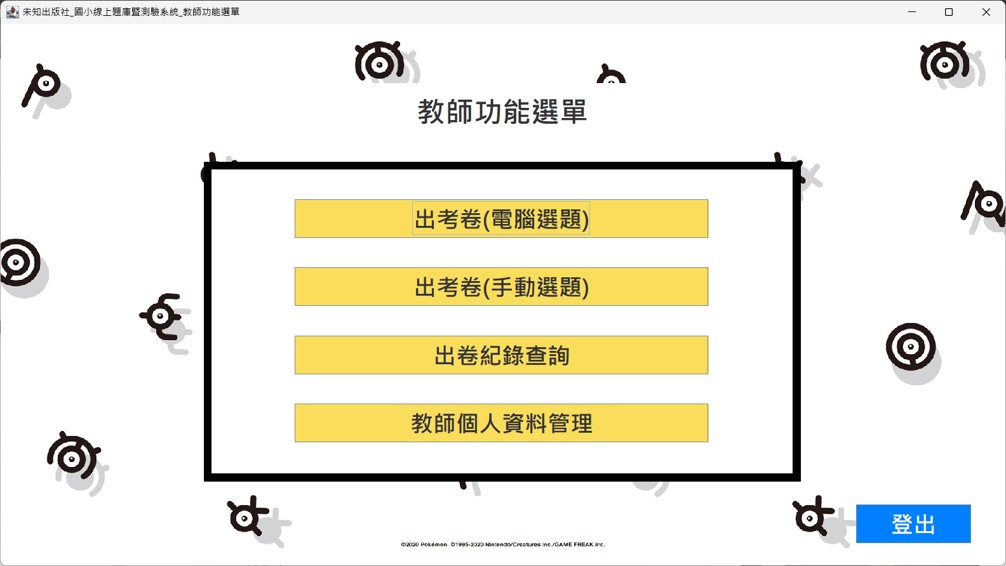 未知出版社_國小線上題庫暨測驗系統_教師功能選單
教師功能選單
出考卷(電腦選題)
出考卷(手動選題)
出卷紀錄查詢
教師個人資料管理
登出
©2020 Pokémon. ©1995-2020 Nintendo/Creatures Inc./GAME FREAK inc.